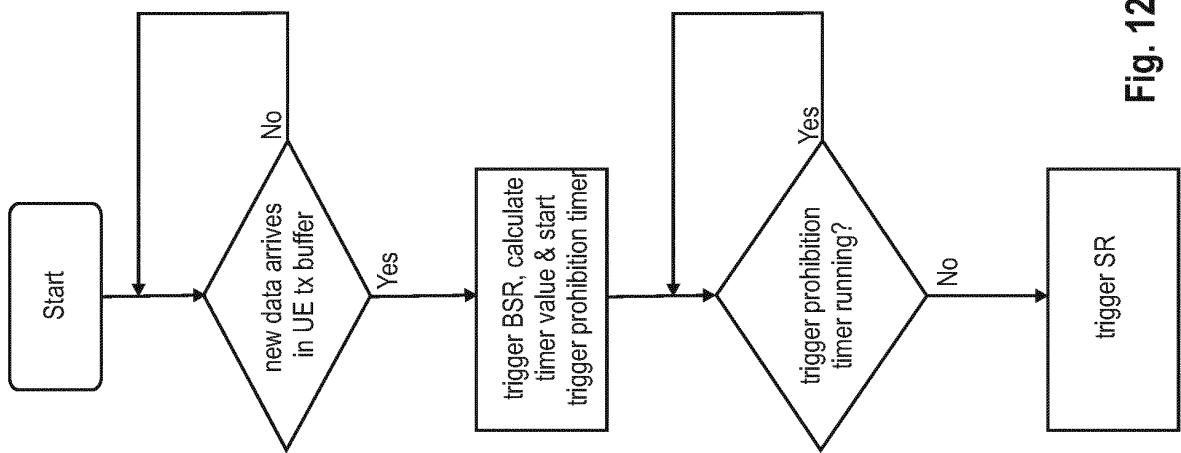 Start
new data arrives
in UE tx buffer
No
Yes
trigger BSR, calculate
timer value & start
trigger prohibition timer
trigger prohibition
timer running?
Yes
No
trigger SR
Fig. 12